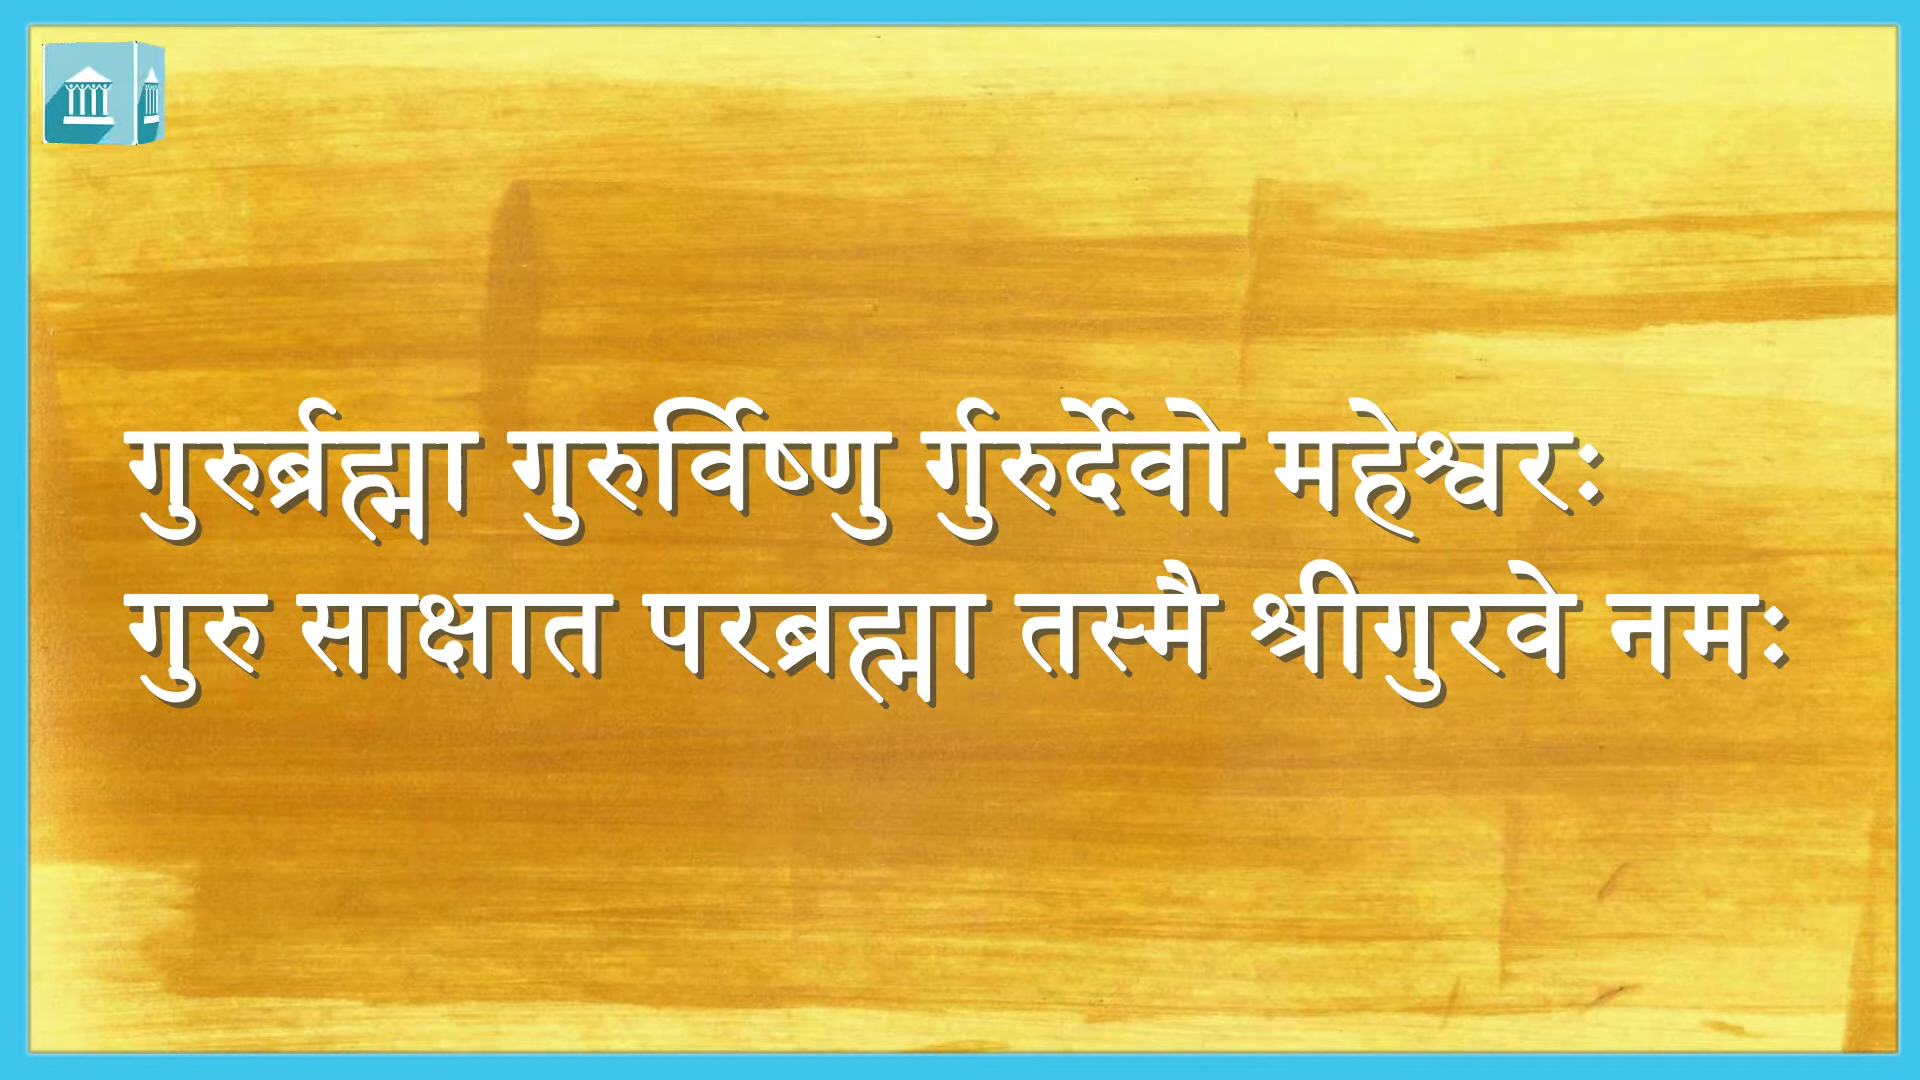 गुरुर्ब्रह्मा गुरुर्विष्णु र्गुरुर्देवो महेश्वरः
गुरु साक्षात परब्रह्मा तस्मै श्रीगुरवे नमः